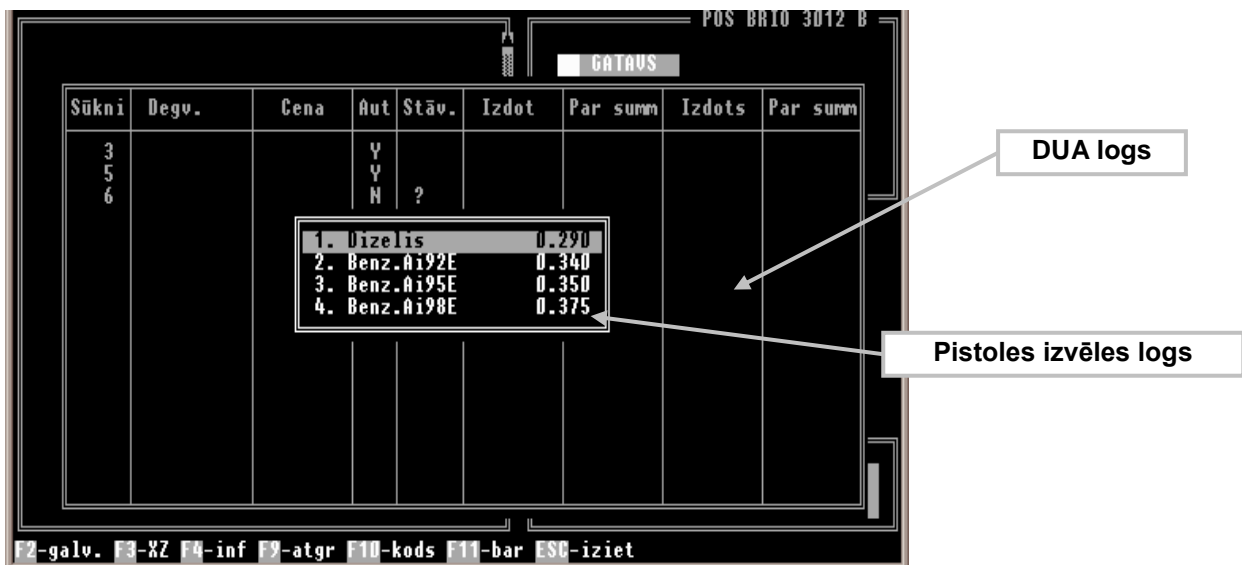 POS BRIO 3012 B
GATAVS
Sūkni Degv. Cena Aut Stāv. Izdot Par summ Izdots Par summ
3 Y
5 Y
6 N ?
1. Dīzelis 0.290
2. Benz.Ai92E 0.340
3. Benz.Ai95E 0.350
4. Benz.Ai98E 0.375
DUA logs
Pistoles izvēles logs
F2-galv. F3-XZ F4-inf F9-atgr F10-kods F11-bar ESC-iziet